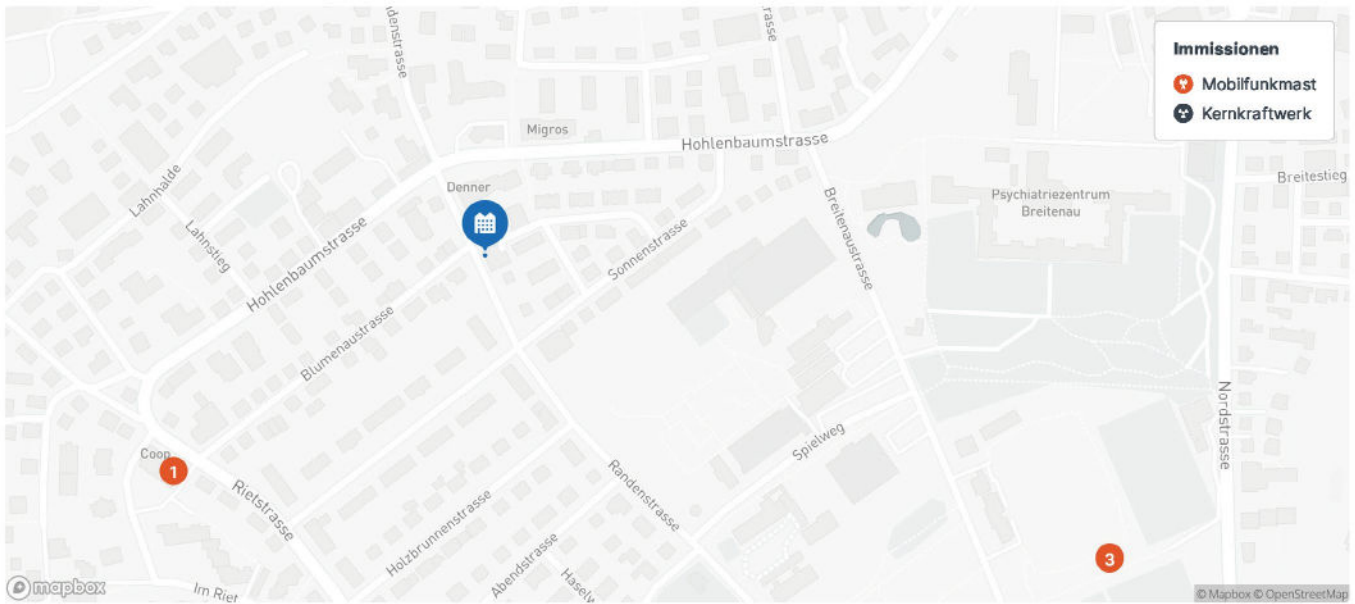 Immissionen
Mobilfunkmast
Kernkraftwerk
Migros
Hohlenbaumstrasse
Denner
Lahnhalde
Lahnstieg
Hohlenbaumstrasse
Blumenaustrasse
Sonnenstrasse
Breitenaustrasse
Psychiatriezentrum
Breitenau
Breitestieg
Nordstrasse
Coop
1
Rietstrasse
Holzbrunnenstrasse
Abendstrasse
Randenstrasse
Spielweg
3
Im Riet
mapbox
© Mapbox © OpenStreetMap